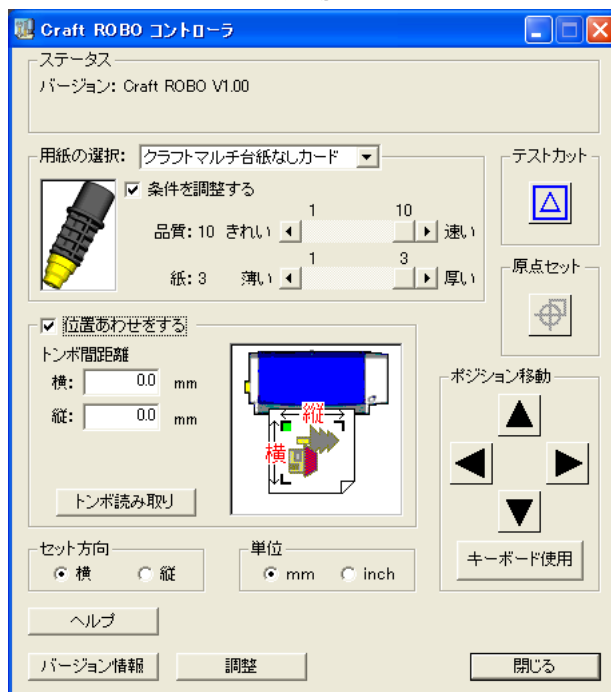 Craft ROBO コントローラ
ステータス
バージョン: Craft ROBO V1.00
用紙の選択: クラフトマルチ台紙なしカード
テストカット
条件を調整する
1 10
品質: 10 きれい 速い
1 3
紙: 3 薄い 厚い
原点セット
位置あわせをする
トンボ間距離
横: 0.0 mm
縦: 0.0 mm
縦
横
トンボ読み取り
ポジション移動
キーボード使用
セット方向
横 縦
単位
mm inch
ヘルプ
バージョン情報 調整 閉じる